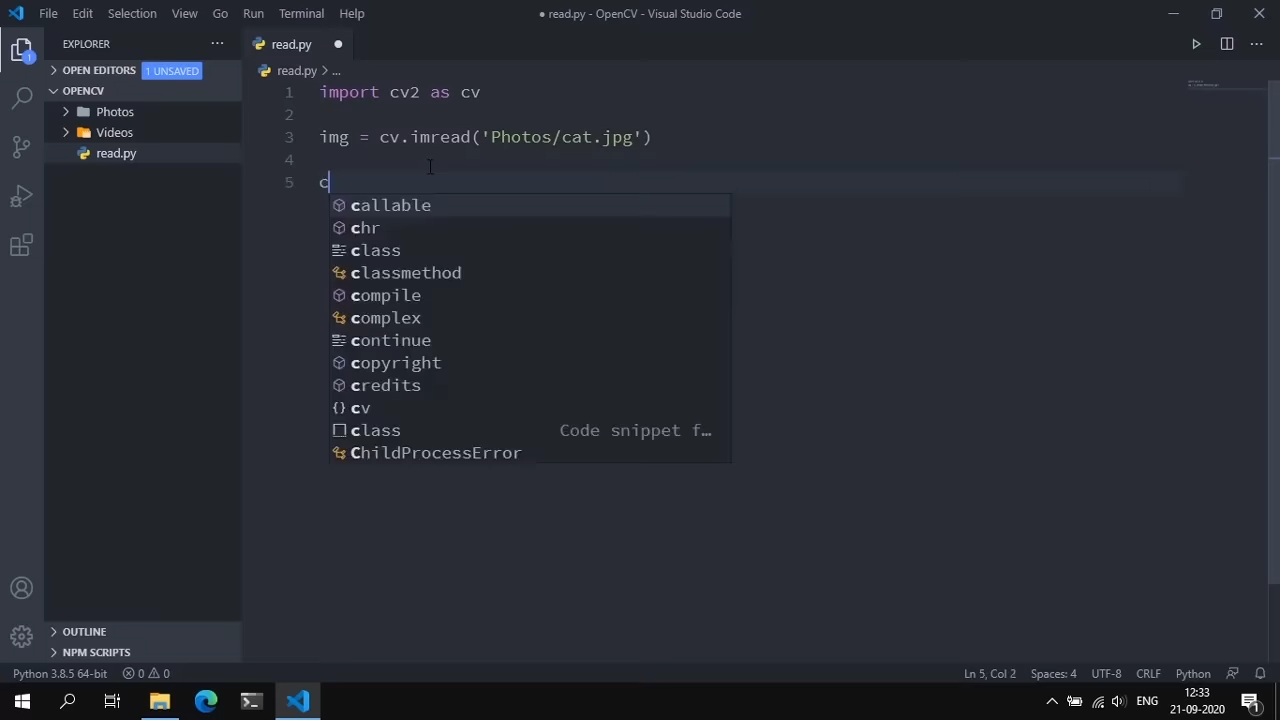 File Edit Selection View Go Run Terminal Help
● read.py - OpenCV - Visual Studio Code
EXPLORER
1
OPEN EDITORS 1 UNSAVED
OPENCV
Photos
Videos
read.py
read.py
read.py > ...
1 import cv2 as cv
2
3 img = cv.imread('Photos/cat.jpg')
4
5 c
callable
chr
class
classmethod
compile
complex
continue
copyright
credits
cv
class Code snippet f…
ChildProcessError
OUTLINE
NPM SCRIPTS
Python 3.8.5 64-bit 0 0
Ln 5, Col 2 Spaces: 4 UTF-8 CRLF Python
ENG
12:33
21-09-2020
1